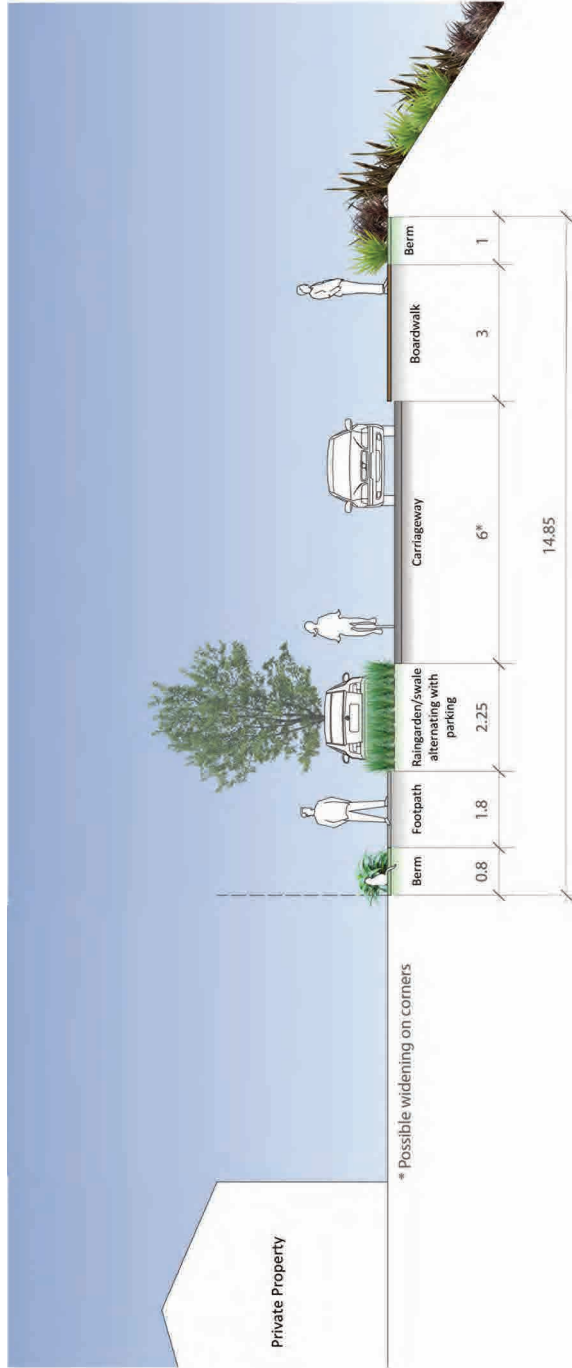 Private Property
* Possible widening on corners
Berm
Footpath
Raingarden/swale
alternating with
parking
Carriageway
Boardwalk
Berm
0.8
1.8
2.25
6*
3
1
14.85